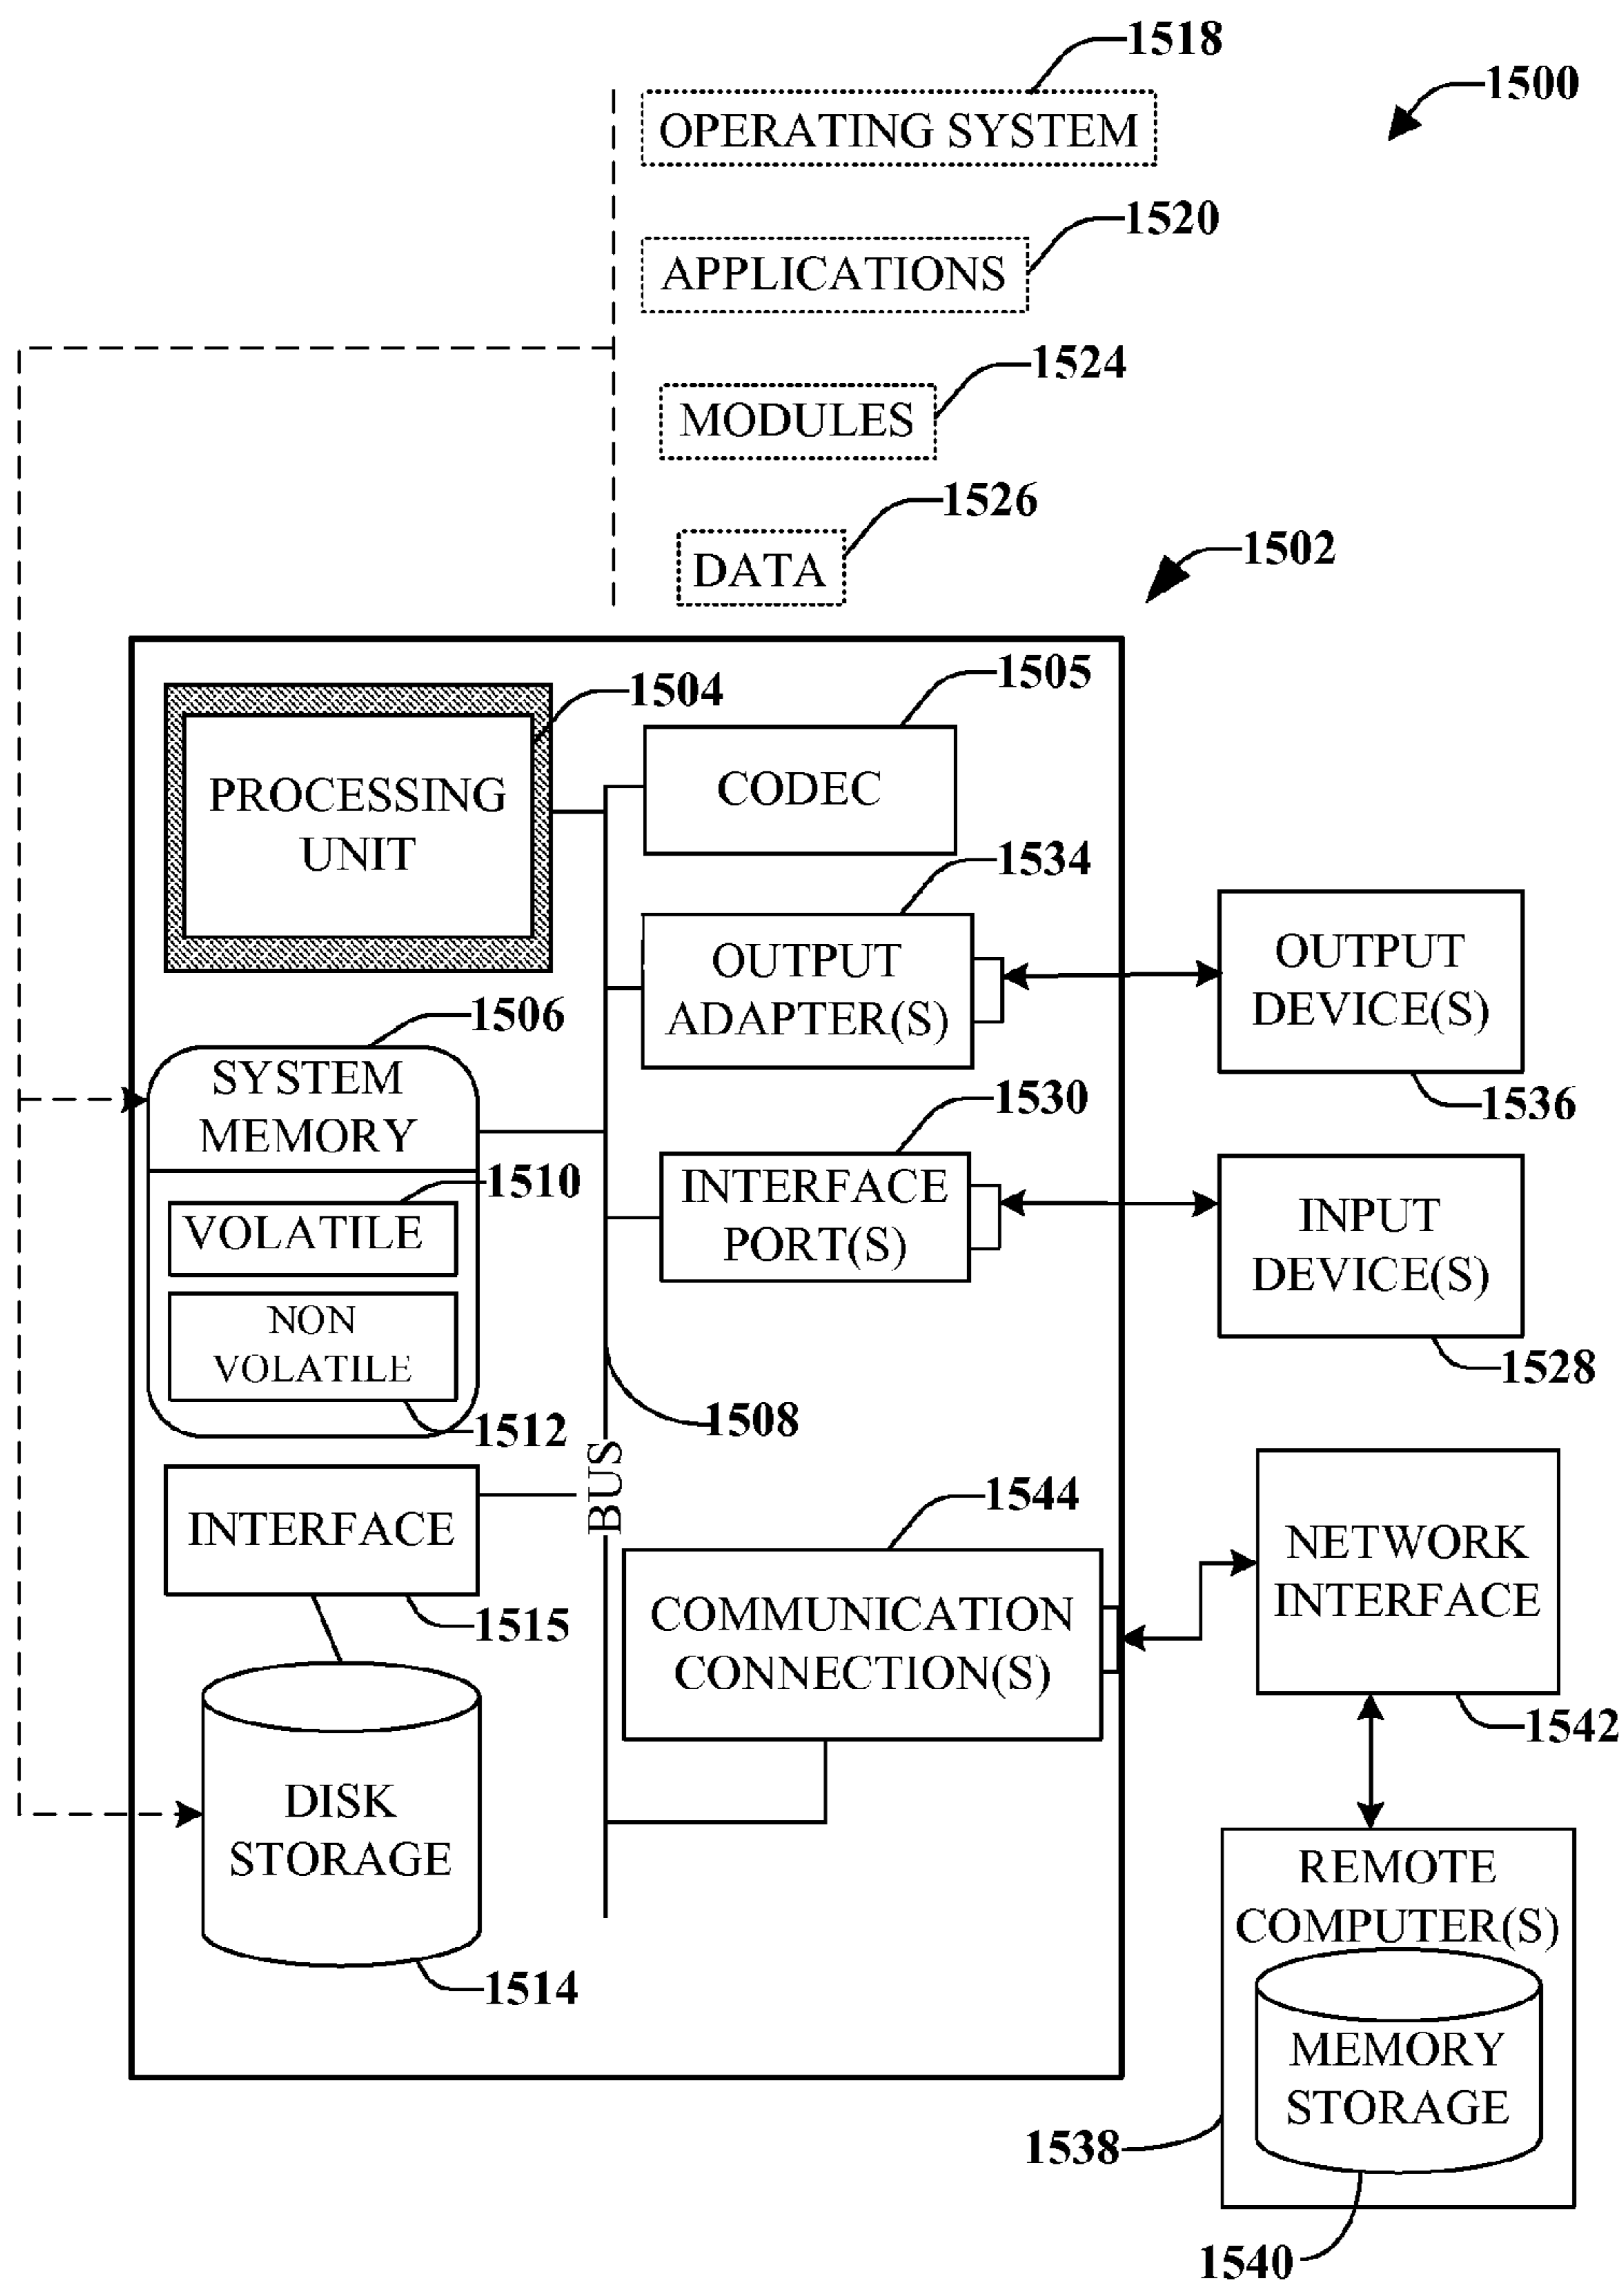 1518
1500
OPERATING SYSTEM
1520
APPLICATIONS
1524
MODULES
1526
DATA
1502
1504
1505
PROCESSING
UNIT
CODEC
1534
OUTPUT
ADAPTER(S)
OUTPUT
DEVICE(S)
1536
1506
SYSTEM
MEMORY
1510
VOLATILE
NON
VOLATILE
1512
1530
INTERFACE
PORT(S)
INPUT
DEVICE(S)
1528
1508
BUS
INTERFACE
1515
1544
COMMUNICATION
CONNECTION(S)
NETWORK
INTERFACE
1542
DISK
STORAGE
1514
REMOTE
COMPUTER(S)
MEMORY
STORAGE
1538
1540